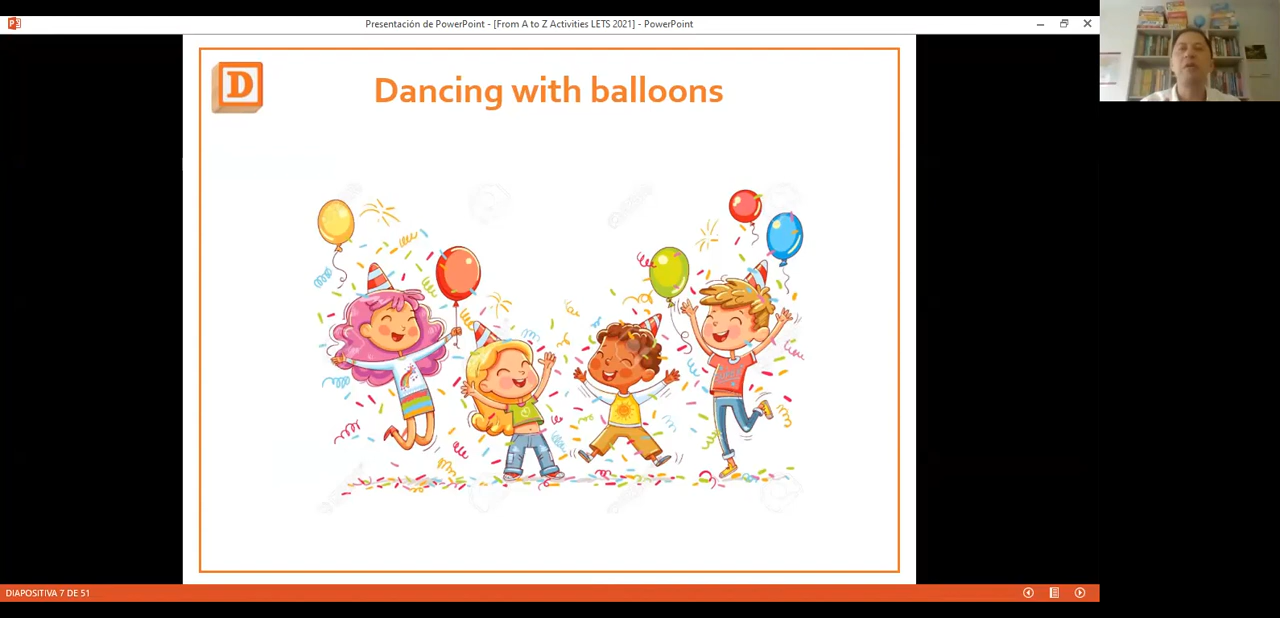 Presentación de PowerPoint - [From A to Z Activities LETS 2021] - PowerPoint
D
Dancing with balloons
DIAPOSITIVA 7 DE 51